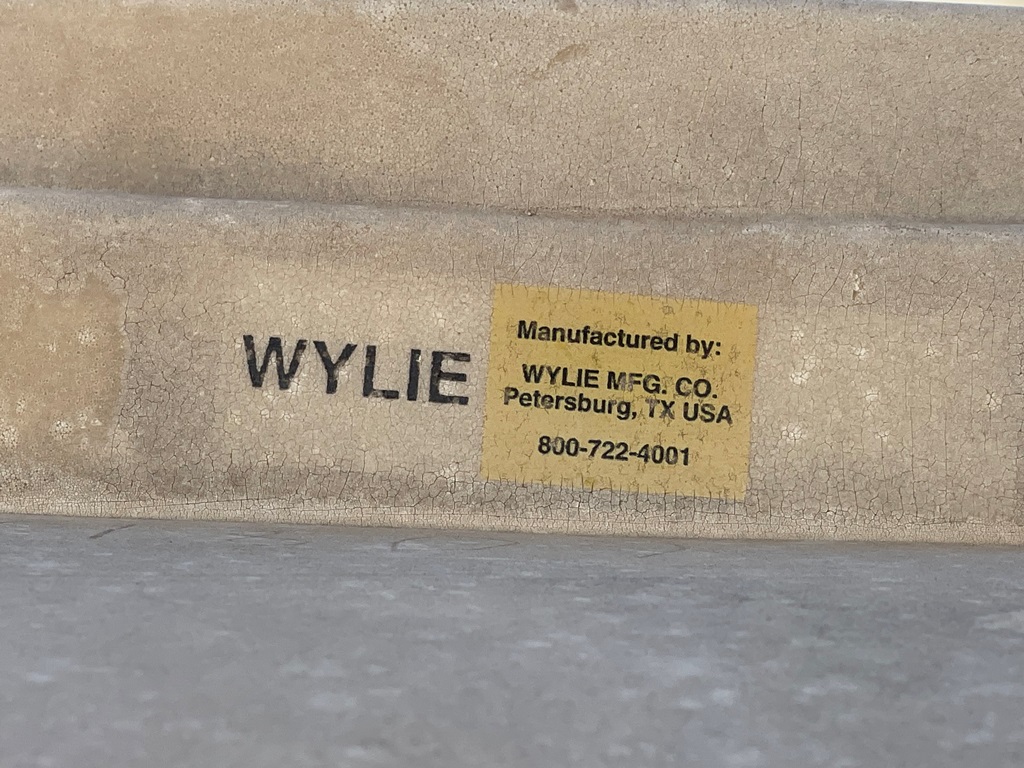 WYLIE
Manufactured by:
WYLIE MFG. CO.
Petersburg, TX USA
800-722-4001